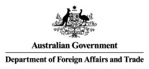 Australian Government
Department of Foreign Affairs and Trade